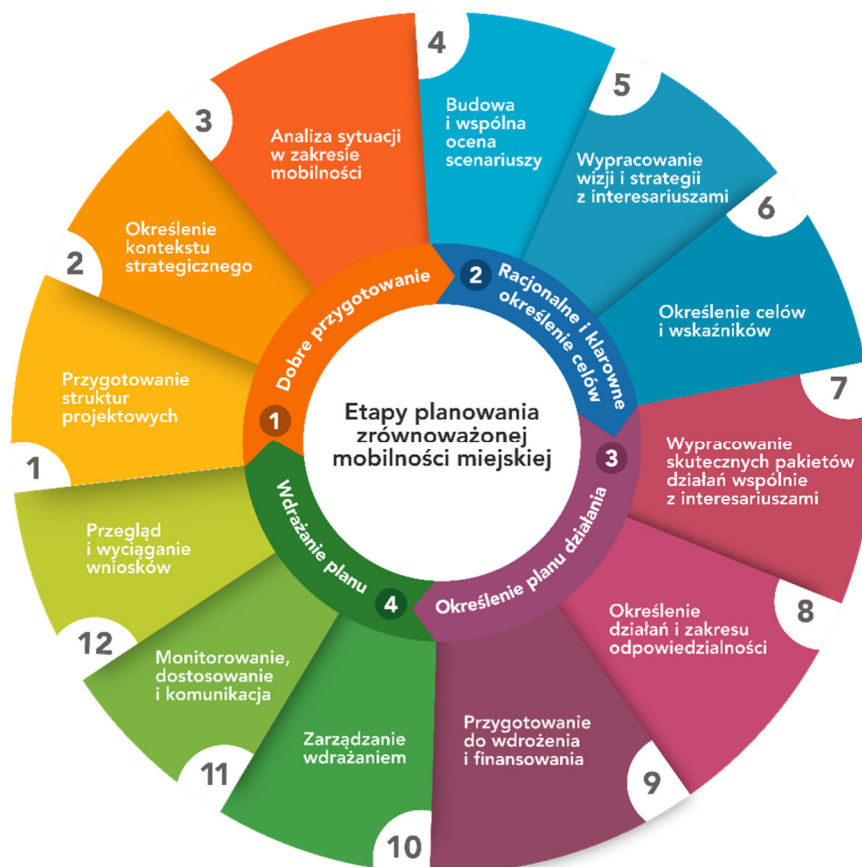 Etapy planowania
zrównoważonej
mobilności miejskiej
1
Dobre przygotowanie
2
Racjonalne i klarowne
określenie celów
3
Określenie planu działania
4
Wdrażanie planu
1
Przygotowanie
struktur
projektowych
2
Określenie
kontekstu
strategicznego
3
Analiza sytuacji
w zakresie
mobilności
4
Budowa
i wspólna
ocena
scenariuszy
5
Wypracowanie
wizji i strategii
z interesariuszami
6
Określenie celów
i wskaźników
7
Wypracowanie
skutecznych pakietów
działań wspólnie
z interesariuszami
8
Określenie
działań i zakresu
odpowiedzialności
9
Przygotowanie
do wdrożenia
i finansowania
10
Zarządzanie
wdrażaniem
11
Monitorowanie,
dostosowanie
i komunikacja
12
Przegląd
i wyciąganie
wniosków